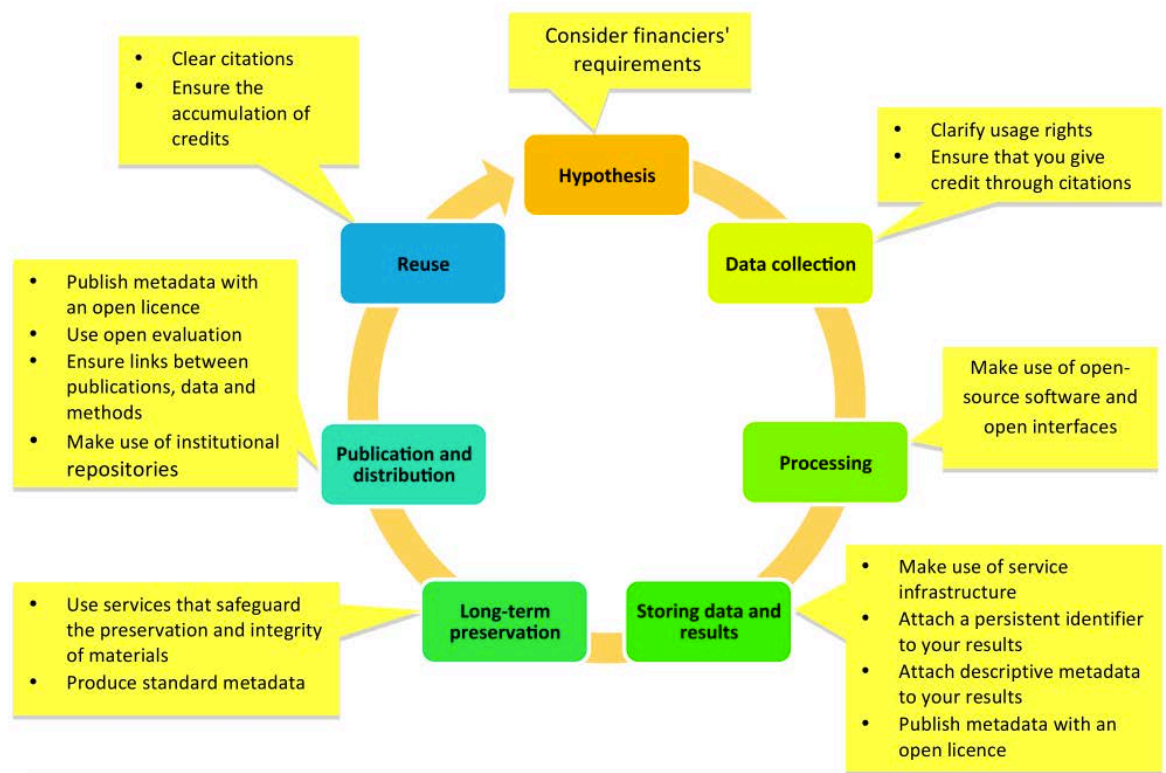 Consider financiers'
requirements
Hypothesis
• Clarify usage rights
• Ensure that you give
credit through citations
Data collection
Make use of open-
source software and
open interfaces
Processing
• Make use of service
infrastructure
• Attach a persistent identifier
to your results
• Attach descriptive metadata
to your results
• Publish metadata with an
open licence
Storing data and
results
• Use services that safeguard
the preservation and integrity
of materials
• Produce standard metadata
Long-term
preservation
• Publish metadata with
an open licence
• Use open evaluation
• Ensure links between
publications, data and
methods
• Make use of institutional
repositories
Publication and
distribution
• Clear citations
• Ensure the
accumulation of
credits
Reuse